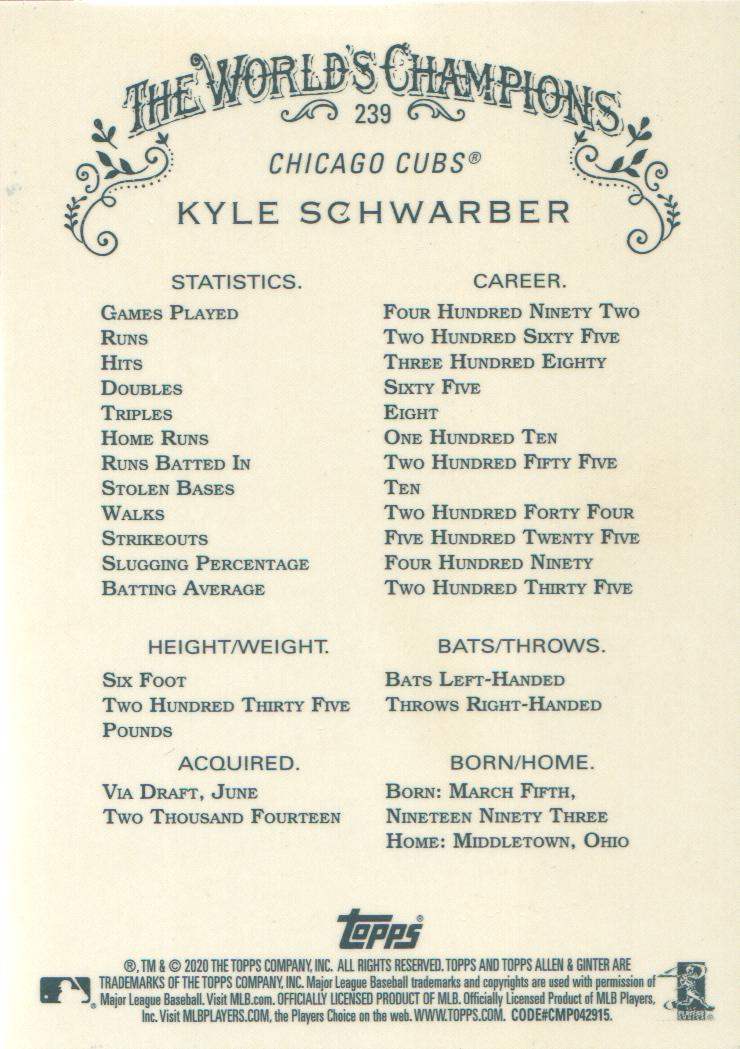 THE WORLD'S CHAMPIONS
239
CHICAGO CUBS®
KYLE SCHWARBER
STATISTICS. CAREER.
GAMES PLAYED FOUR HUNDRED NINETY TWO
RUNS TWO HUNDRED SIXTY FIVE
HITS THREE HUNDRED EIGHTY
DOUBLES SIXTY FIVE
TRIPLES EIGHT
HOME RUNS ONE HUNDRED TEN
RUNS BATTED IN TWO HUNDRED FIFTY FIVE
STOLEN BASES TEN
WALKS TWO HUNDRED FORTY FOUR
STRIKEOUTS FIVE HUNDRED TWENTY FIVE
SLUGGING PERCENTAGE FOUR HUNDRED NINETY
BATTING AVERAGE TWO HUNDRED THIRTY FIVE
HEIGHT/WEIGHT.
SIX FOOT
TWO HUNDRED THIRTY FIVE
POUNDS
BATS/THROWS.
BATS LEFT-HANDED
THROWS RIGHT-HANDED
ACQUIRED.
VIA DRAFT, JUNE
TWO THOUSAND FOURTEEN
BORN/HOME.
BORN: MARCH FIFTH,
NINETEEN NINETY THREE
HOME: MIDDLETOWN, OHIO
TOPPS®
®, TM & © 2020 THE TOPPS COMPANY, INC. ALL RIGHTS RESERVED. TOPPS AND TOPPS ALLEN & GINTER ARE
TRADEMARKS OF THE TOPPS COMPANY, INC. Major League Baseball trademarks and copyrights are used with permission of
Major League Baseball. Visit MLB.com. OFFICIALLY LICENSED PRODUCT OF MLB. Officially Licensed Product of MLB Players,
Inc. Visit MLBPLAYERS.COM, the Players Choice on the web. WWW.TOPPS.COM. CODE#CMP042915.